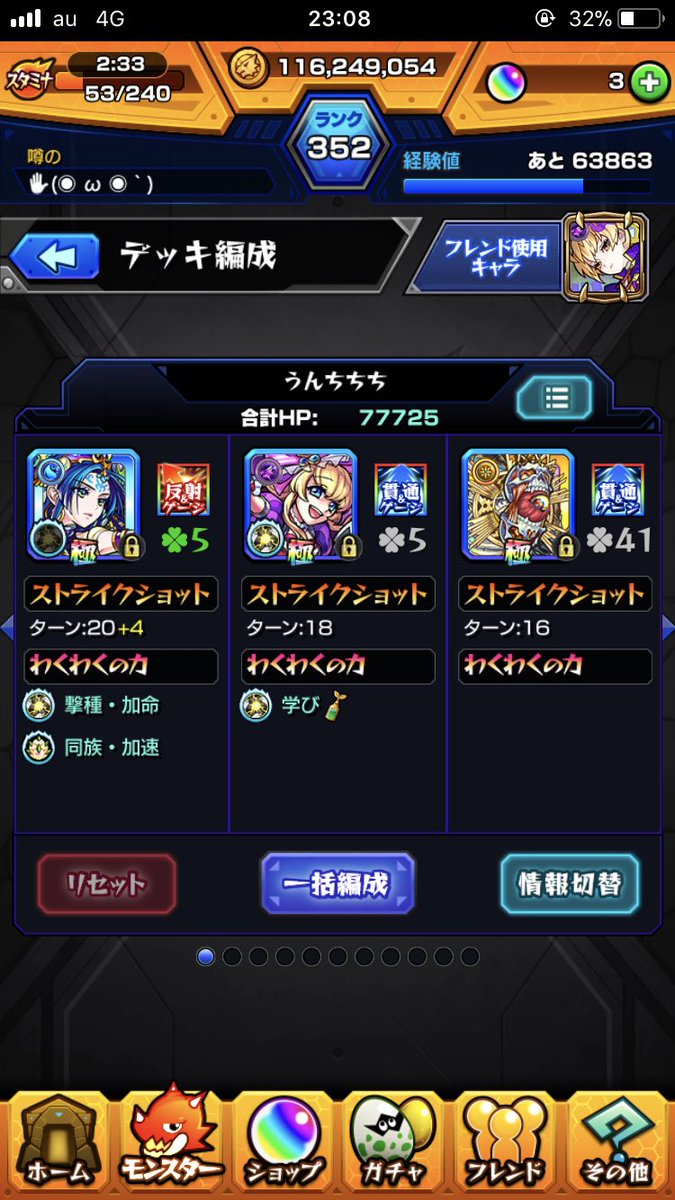 au 4G 23:08 32%
スタミナ 2:33 53/240
116,249,054
3
噂の
✋(◉ ω ◉｀)
ランク
352
経験値 あと 63863
デッキ編成
フレンド使用
キャラ
うんちちち
合計HP: 77725
反射
&
ゲージ
5
極
貫通
&
ゲージ
5
極
貫通
&
ゲージ
41
極
ストライクショット
ターン:20+4
わくわくの力
撃種・加命
同族・加速
ストライクショット
ターン:18
わくわくの力
学び
ストライクショット
ターン:16
わくわくの力
リセット
一括編成
情報切替
ホーム
モンスター
ショップ
ガチャ
フレンド
その他